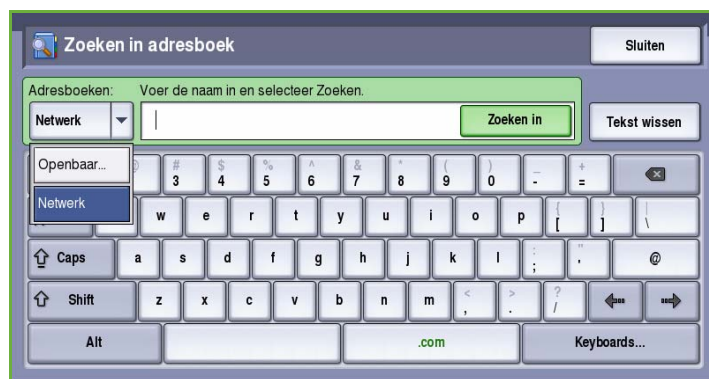 Zoeken in adresboek
Sluiten
Adresboeken: Voer de naam in en selecteer Zoeken.
Netwerk
Zoeken in
Tekst wissen
Openbaar...
Netwerk
# 3 $ 4 % 5 ^ 6 & 7 * 8 ( 9 ) 0 _ - + =
w e r t y u i o p { [ } ] | \
Caps a s d f g h j k l : ; " ' @
Shift z x c v b n m < , > . ? /
Alt .com Keyboards...